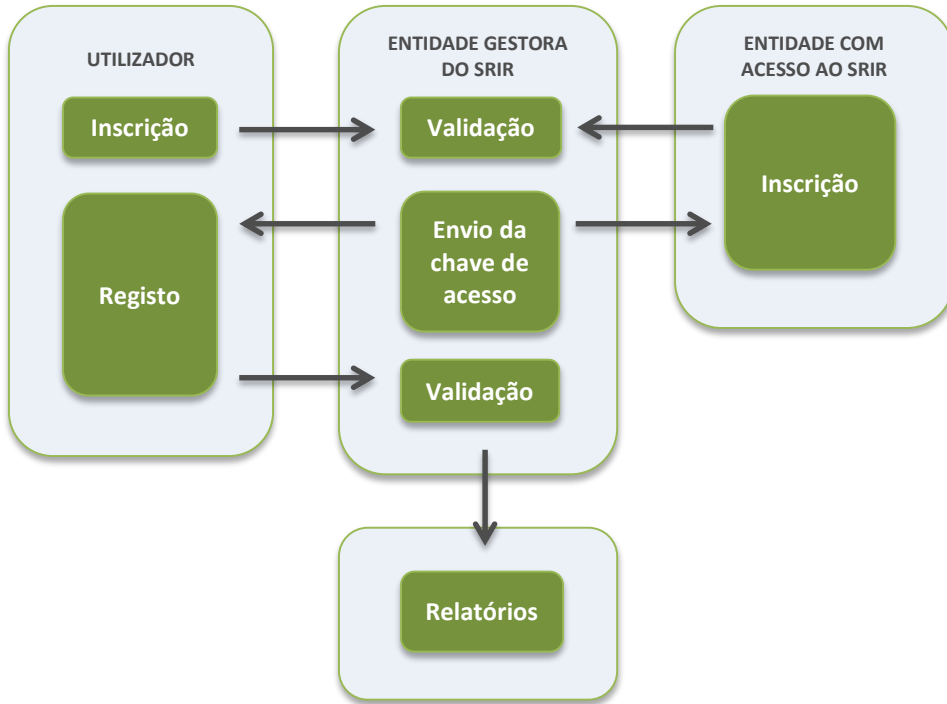 UTILIZADOR
Inscrição
Registo
ENTIDADE GESTORA
DO SRIR
Validação
Envio da
chave de
acesso
Validação
ENTIDADE COM
ACESSO AO SRIR
Inscrição
Relatórios